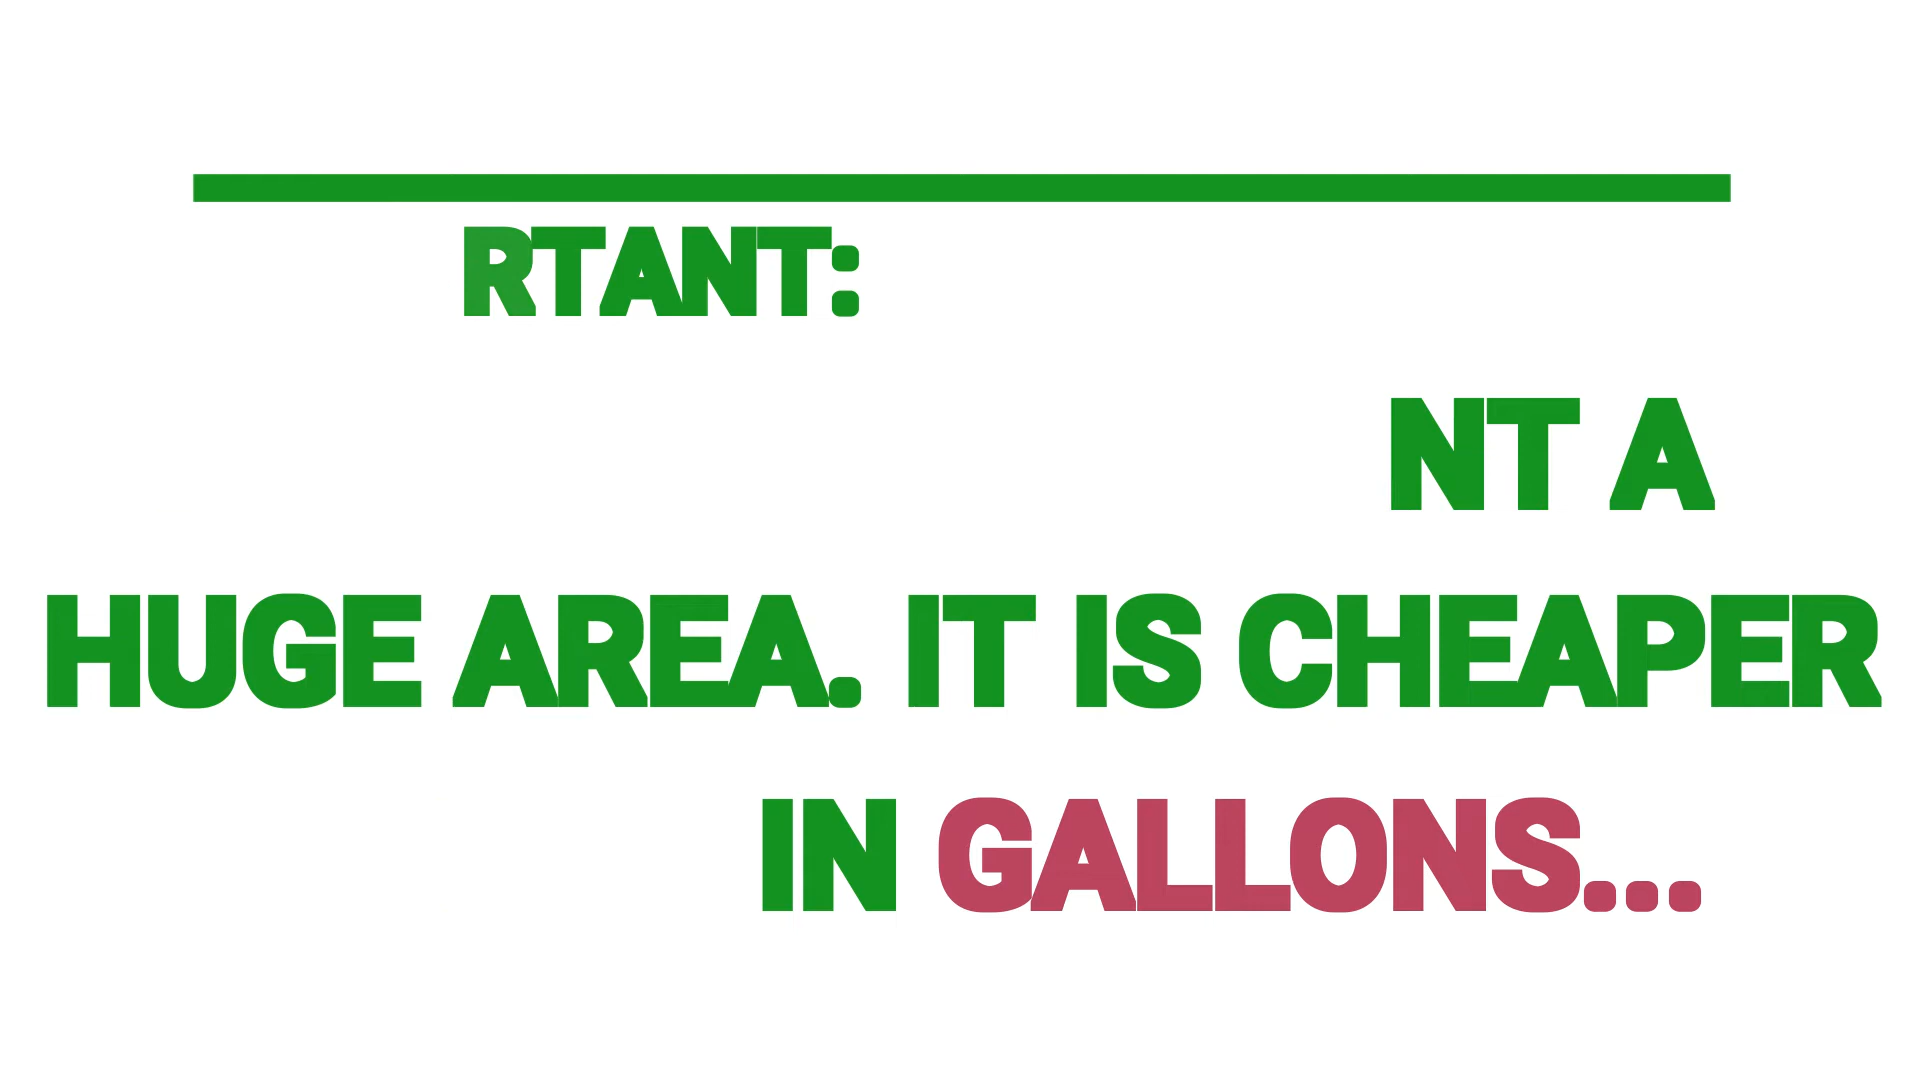 RTANT:
NT A
HUGE AREA. IT IS CHEAPER
IN GALLONS...